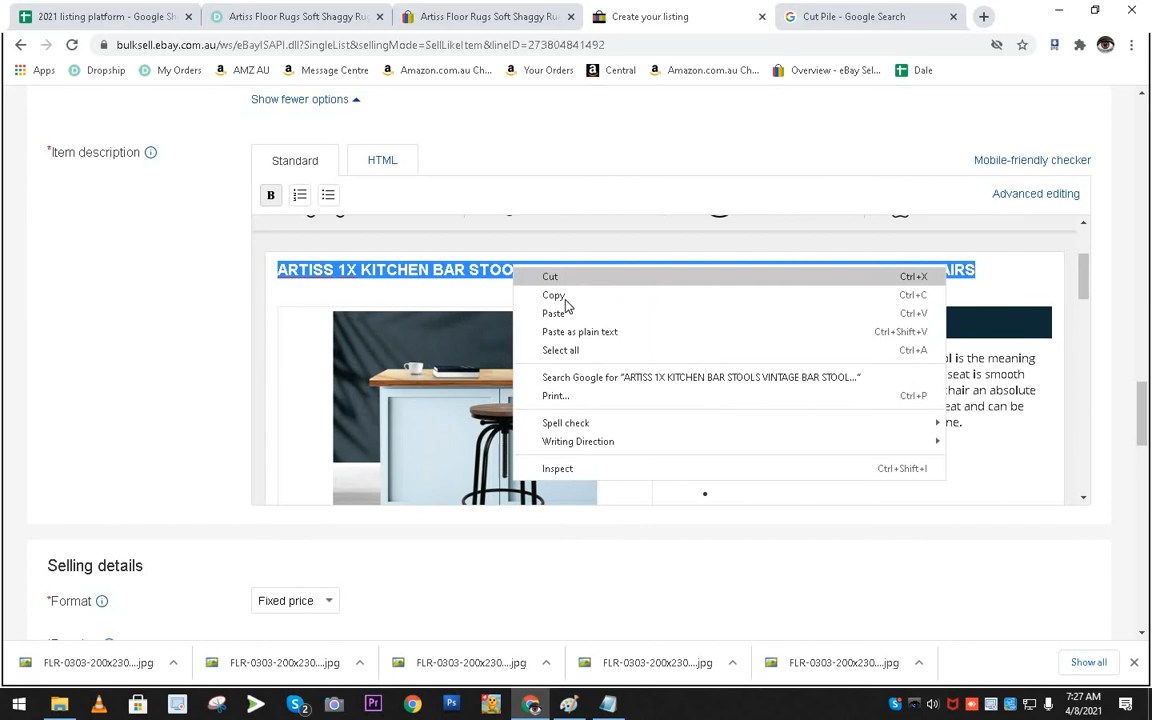 2021 listing platform - Google Sh
Artiss Floor Rugs Soft Shaggy Ru
Artiss Floor Rugs Soft Shaggy Ru
Create your listing
Cut Pile - Google Search
bulksell.ebay.com.au/ws/eBayISAPI.dll?SingleList&sellingMode=SellLikeItem&lineID=273804841492
Apps
Dropship
My Orders
AMZ AU
Message Centre
Amazon.com.au Ch...
Your Orders
Central
Amazon.com.au Ch...
Overview - eBay Sel...
Dale
Show fewer options
*Item description
Standard
HTML
Mobile-friendly checker
B
Advanced editing
ARTISS 1X KITCHEN BAR STOO
AIRS
Cut Ctrl+X
Copy Ctrl+C
Paste Ctrl+V
Paste as plain text Ctrl+Shift+V
Select all Ctrl+A
Search Google for "ARTISS 1X KITCHEN BAR STOOLS VINTAGE BAR STOOL..."
Print... Ctrl+P
Spell check
Writing Direction
Inspect Ctrl+Shift+I
ol is the meaning
seat is smooth
hair an absolute
eat and can be
ne.
Selling details
*Format
Fixed price
FLR-0303-200x230....jpg
FLR-0303-200x230....jpg
FLR-0303-200x230....jpg
FLR-0303-200x230....jpg
FLR-0303-200x230....jpg
Show all
7:27 AM
4/8/2021